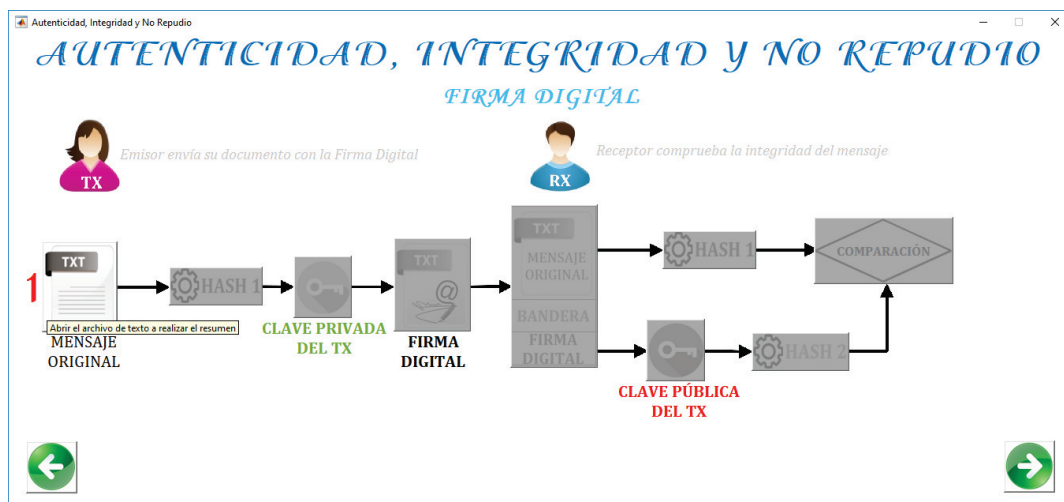 Autenticidad, Integridad y No Repudio
AUTENTICIDAD, INTEGRIDAD Y NO REPUDIO
FIRMA DIGITAL
TX
Emisor envía su documento con la Firma Digital
RX
Receptor comprueba la integridad del mensaje
1
TXT
Abrir el archivo de texto a realizar el resumen
MENSAJE
ORIGINAL
HASH 1
CLAVE PRIVADA
DEL TX
TXT
@
FIRMA
DIGITAL
TXT
MENSAJE
ORIGINAL
BANDERA
FIRMA
DIGITAL
HASH 1
COMPARACIÓN
CLAVE PÚBLICA
DEL TX
HASH 2